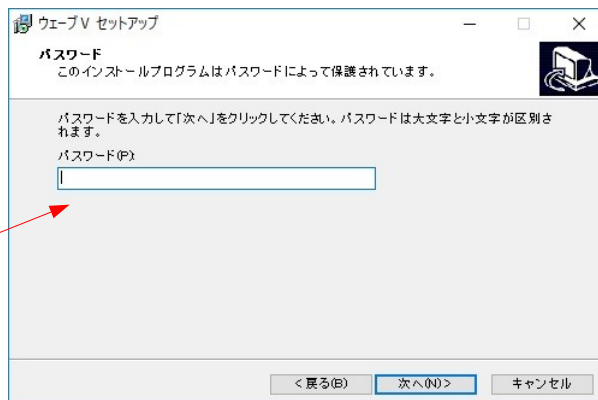 ウェーブV セットアップ
パスワード
このインストールプログラムはパスワードによって保護されています。
パスワードを入力して「次へ」をクリックしてください。パスワードは大文字と小文字が区別さ
れます。
パスワード(P):
<戻る(B) 次へ(N)> キャンセル